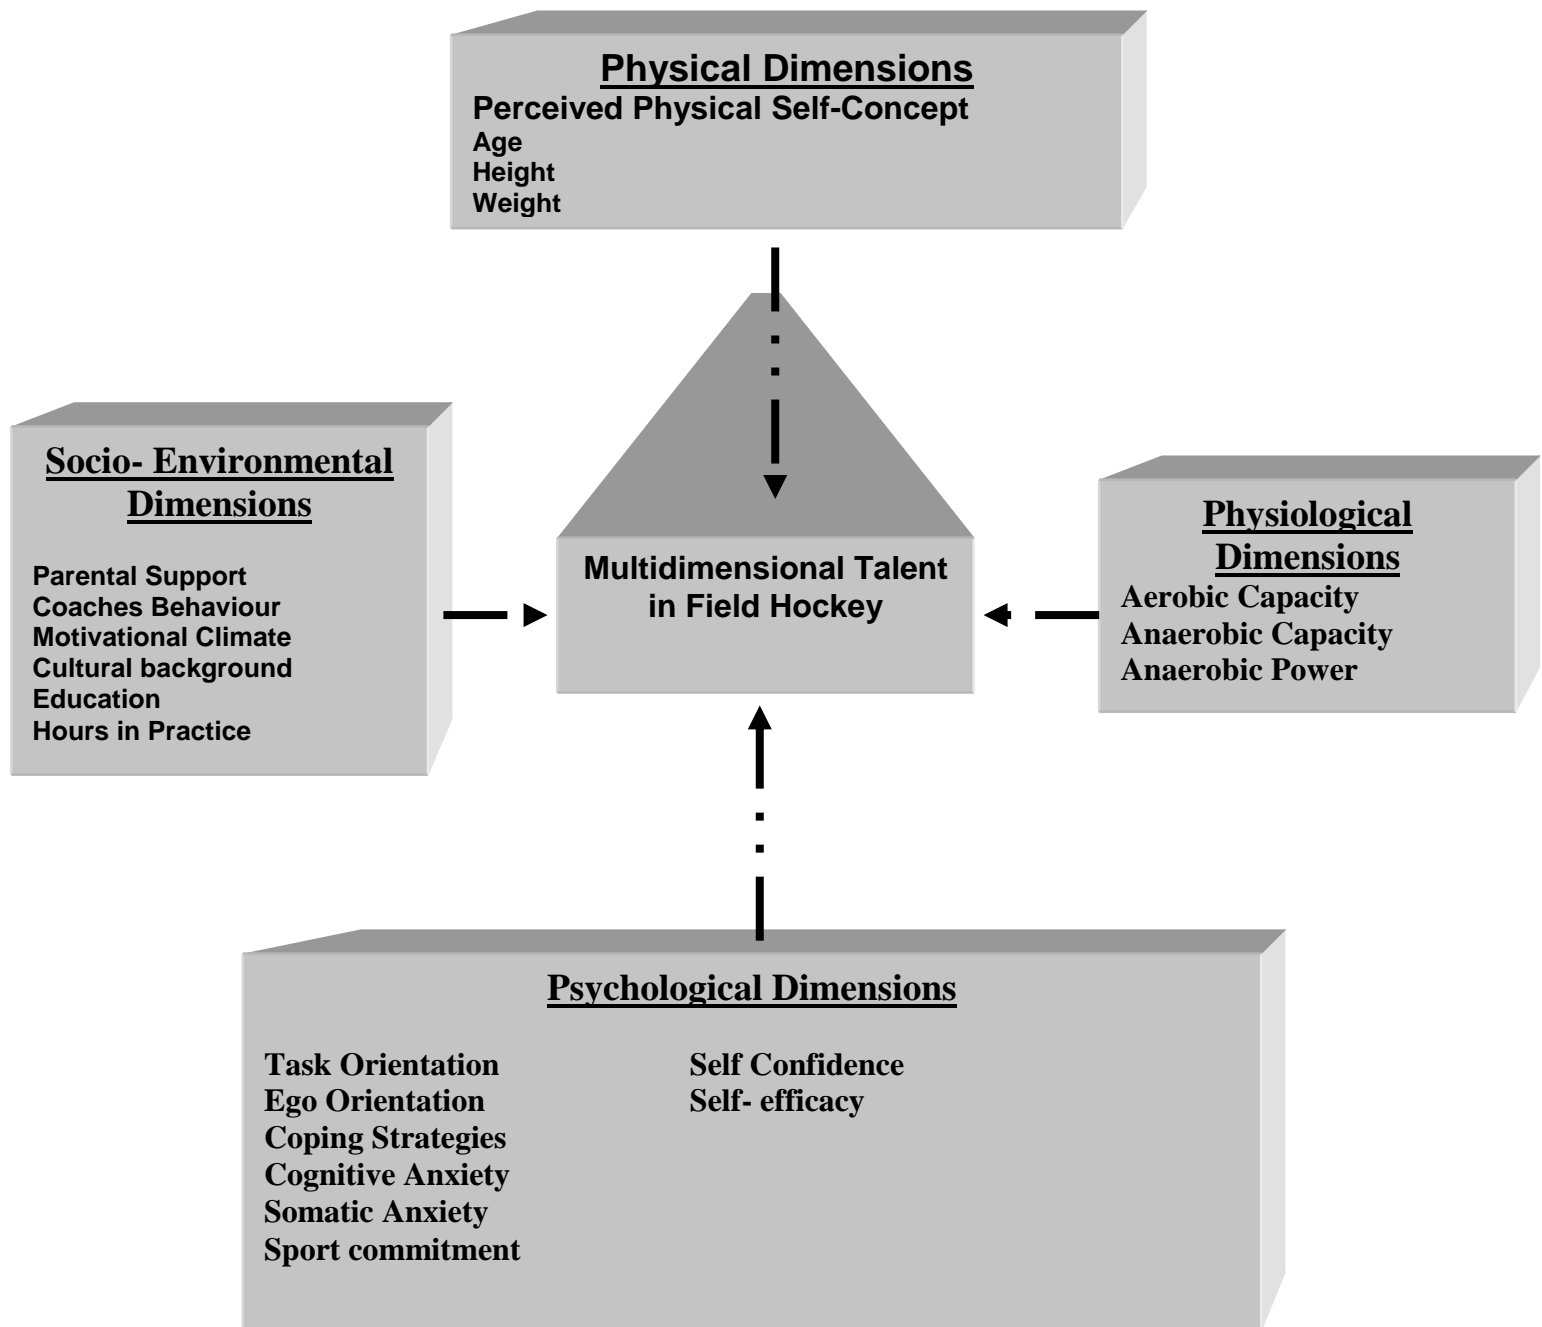 Physical Dimensions
Perceived Physical Self-Concept
Age
Height
Weight
Socio- Environmental
Dimensions
Parental Support
Coaches Behaviour
Motivational Climate
Cultural background
Education
Hours in Practice
Multidimensional Talent
in Field Hockey
Physiological
Dimensions
Aerobic Capacity
Anaerobic Capacity
Anaerobic Power
Psychological Dimensions
Task Orientation
Ego Orientation
Coping Strategies
Cognitive Anxiety
Somatic Anxiety
Sport commitment
Self Confidence
Self- efficacy